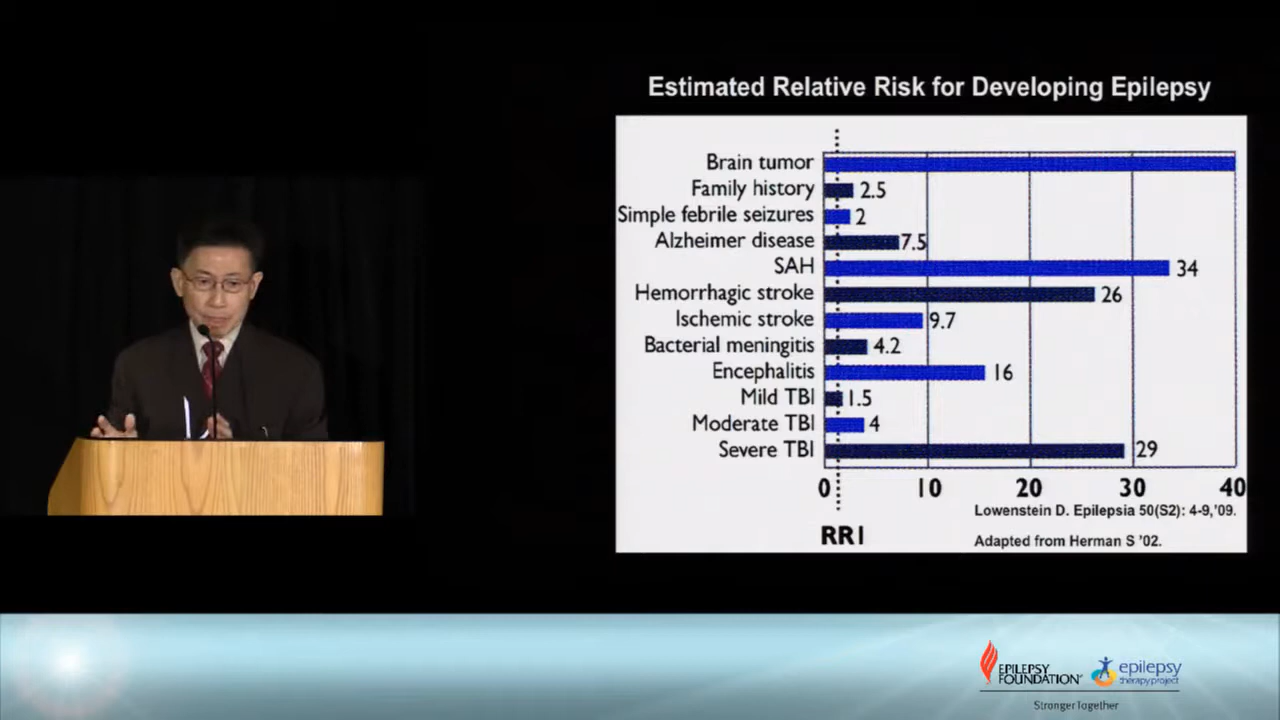 Estimated Relative Risk for Developing Epilepsy
Brain tumor
Family history 2.5
Simple febrile seizures 2
Alzheimer disease 7.5
SAH 34
Hemorrhagic stroke 26
Ischemic stroke 9.7
Bacterial meningitis 4.2
Encephalitis 16
Mild TBI 1.5
Moderate TBI 4
Severe TBI 29
0 10 20 30 40
RR1
Lowenstein D. Epilepsia 50(S2): 4-9,'09.
Adapted from Herman S '02.
EPILEPSY
FOUNDATION
epilepsy
therapy project
Stronger Together